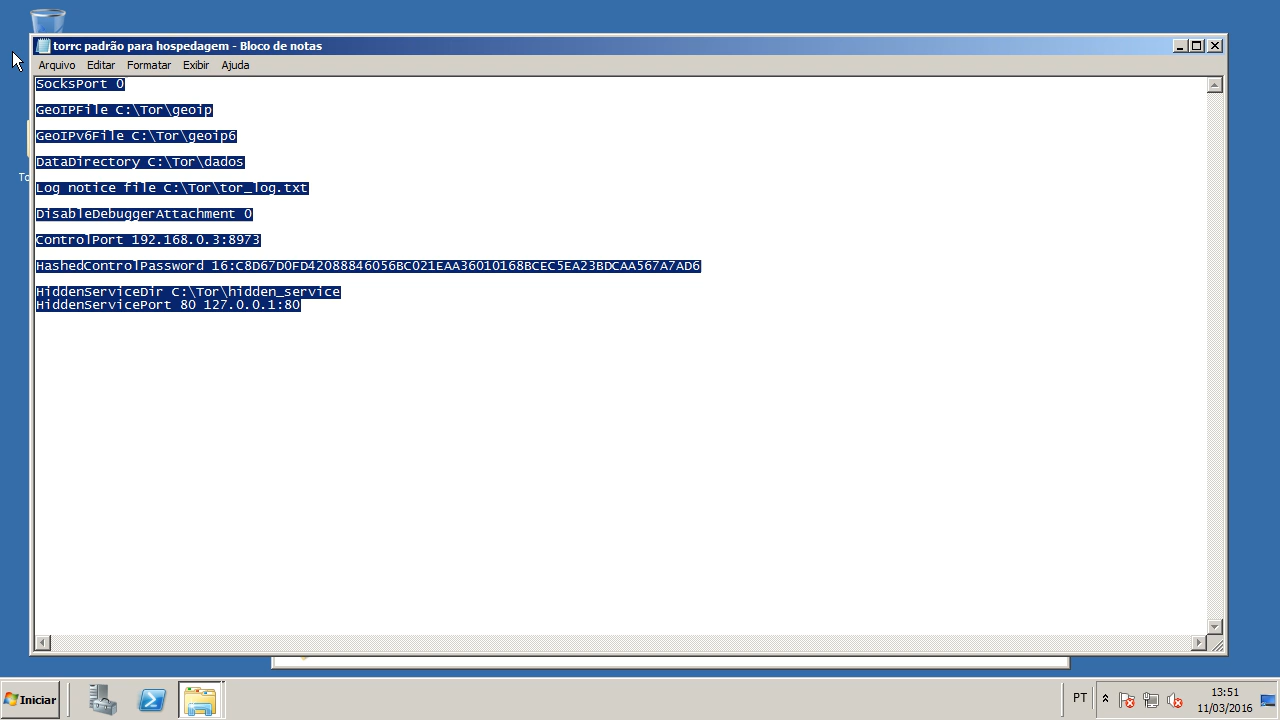 torrc padrão para hospedagem - Bloco de notas
Arquivo Editar Formatar Exibir Ajuda
SocksPort 0
GeoIPFile C:\Tor\geoip
GeoIPv6File C:\Tor\geoip6
DataDirectory C:\Tor\dados
Log notice file C:\Tor\tor_log.txt
DisableDebuggerAttachment 0
ControlPort 192.168.0.3:8973
HashedControlPassword 16:C8D67D0FD42088846056BC021EAA36010168BCEC5EA23BDCAA567A7AD6
HiddenServiceDir C:\Tor\hidden_service
HiddenServicePort 80 127.0.0.1:80
Iniciar
PT
13:51
11/03/2016